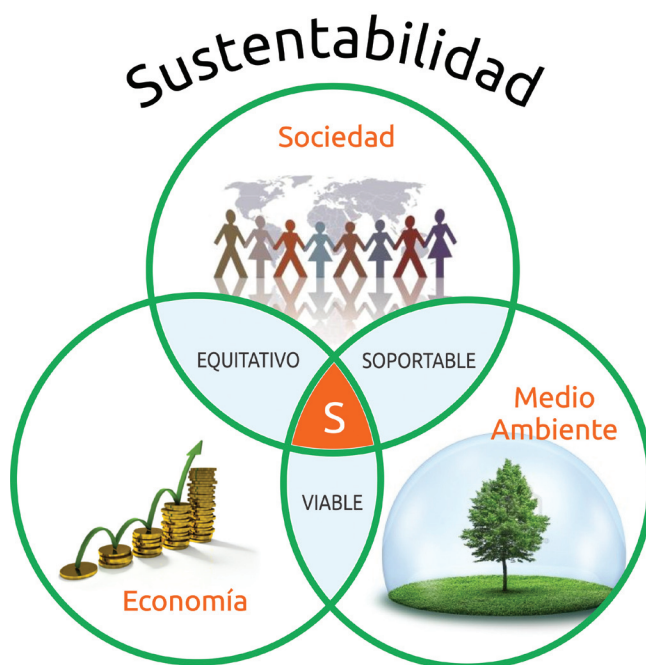 Sustentabilidad
Sociedad
EQUITATIVO
SOPORTABLE
S
Medio
Ambiente
VIABLE
Economía